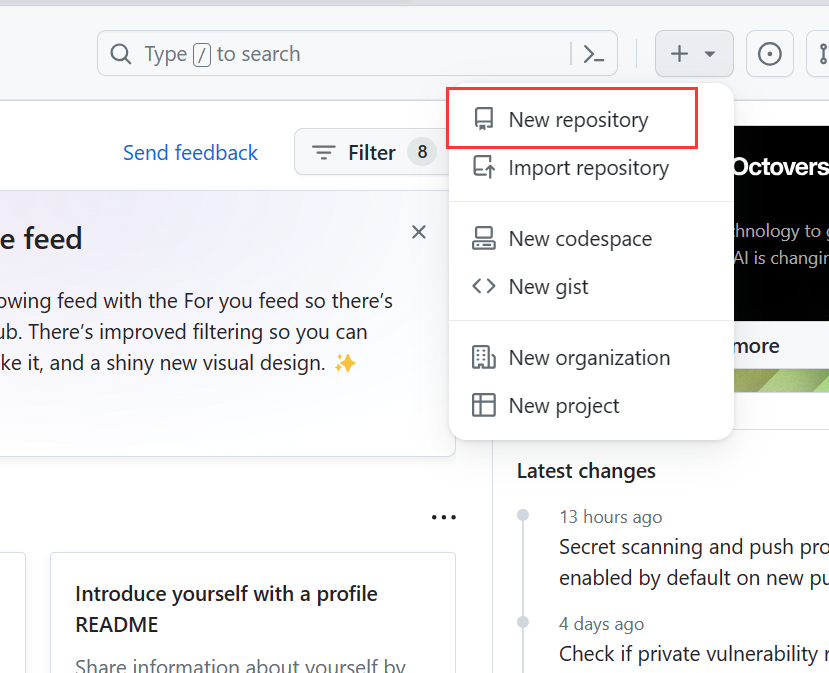 Type / to search
New repository
Import repository
New codespace
New gist
New organization
New project
Send feedback
Filter 8
e feed
owing feed with the For you feed so there's
ub. There's improved filtering so you can
ke it, and a shiny new visual design. ✨
Octovers
hnology to
AI is changin
more
Latest changes
13 hours ago
Secret scanning and push pro
enabled by default on new pu
4 days ago
Check if private vulnerability r
Introduce yourself with a profile
README
Share information about yourself by